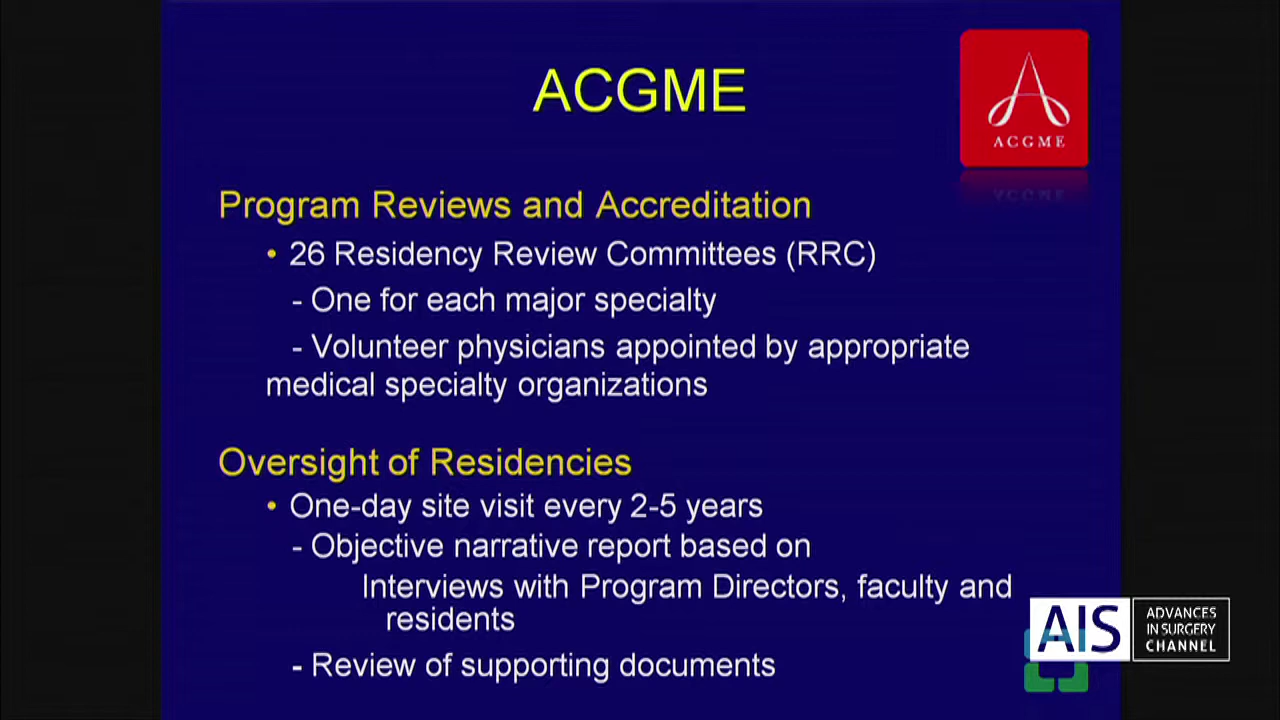 ACGME
ACGME
Program Reviews and Accreditation
• 26 Residency Review Committees (RRC)
- One for each major specialty
- Volunteer physicians appointed by appropriate
medical specialty organizations
Oversight of Residencies
• One-day site visit every 2-5 years
- Objective narrative report based on
Interviews with Program Directors, faculty and
residents
- Review of supporting documents
AIS
ADVANCES
IN SURGERY
CHANNEL